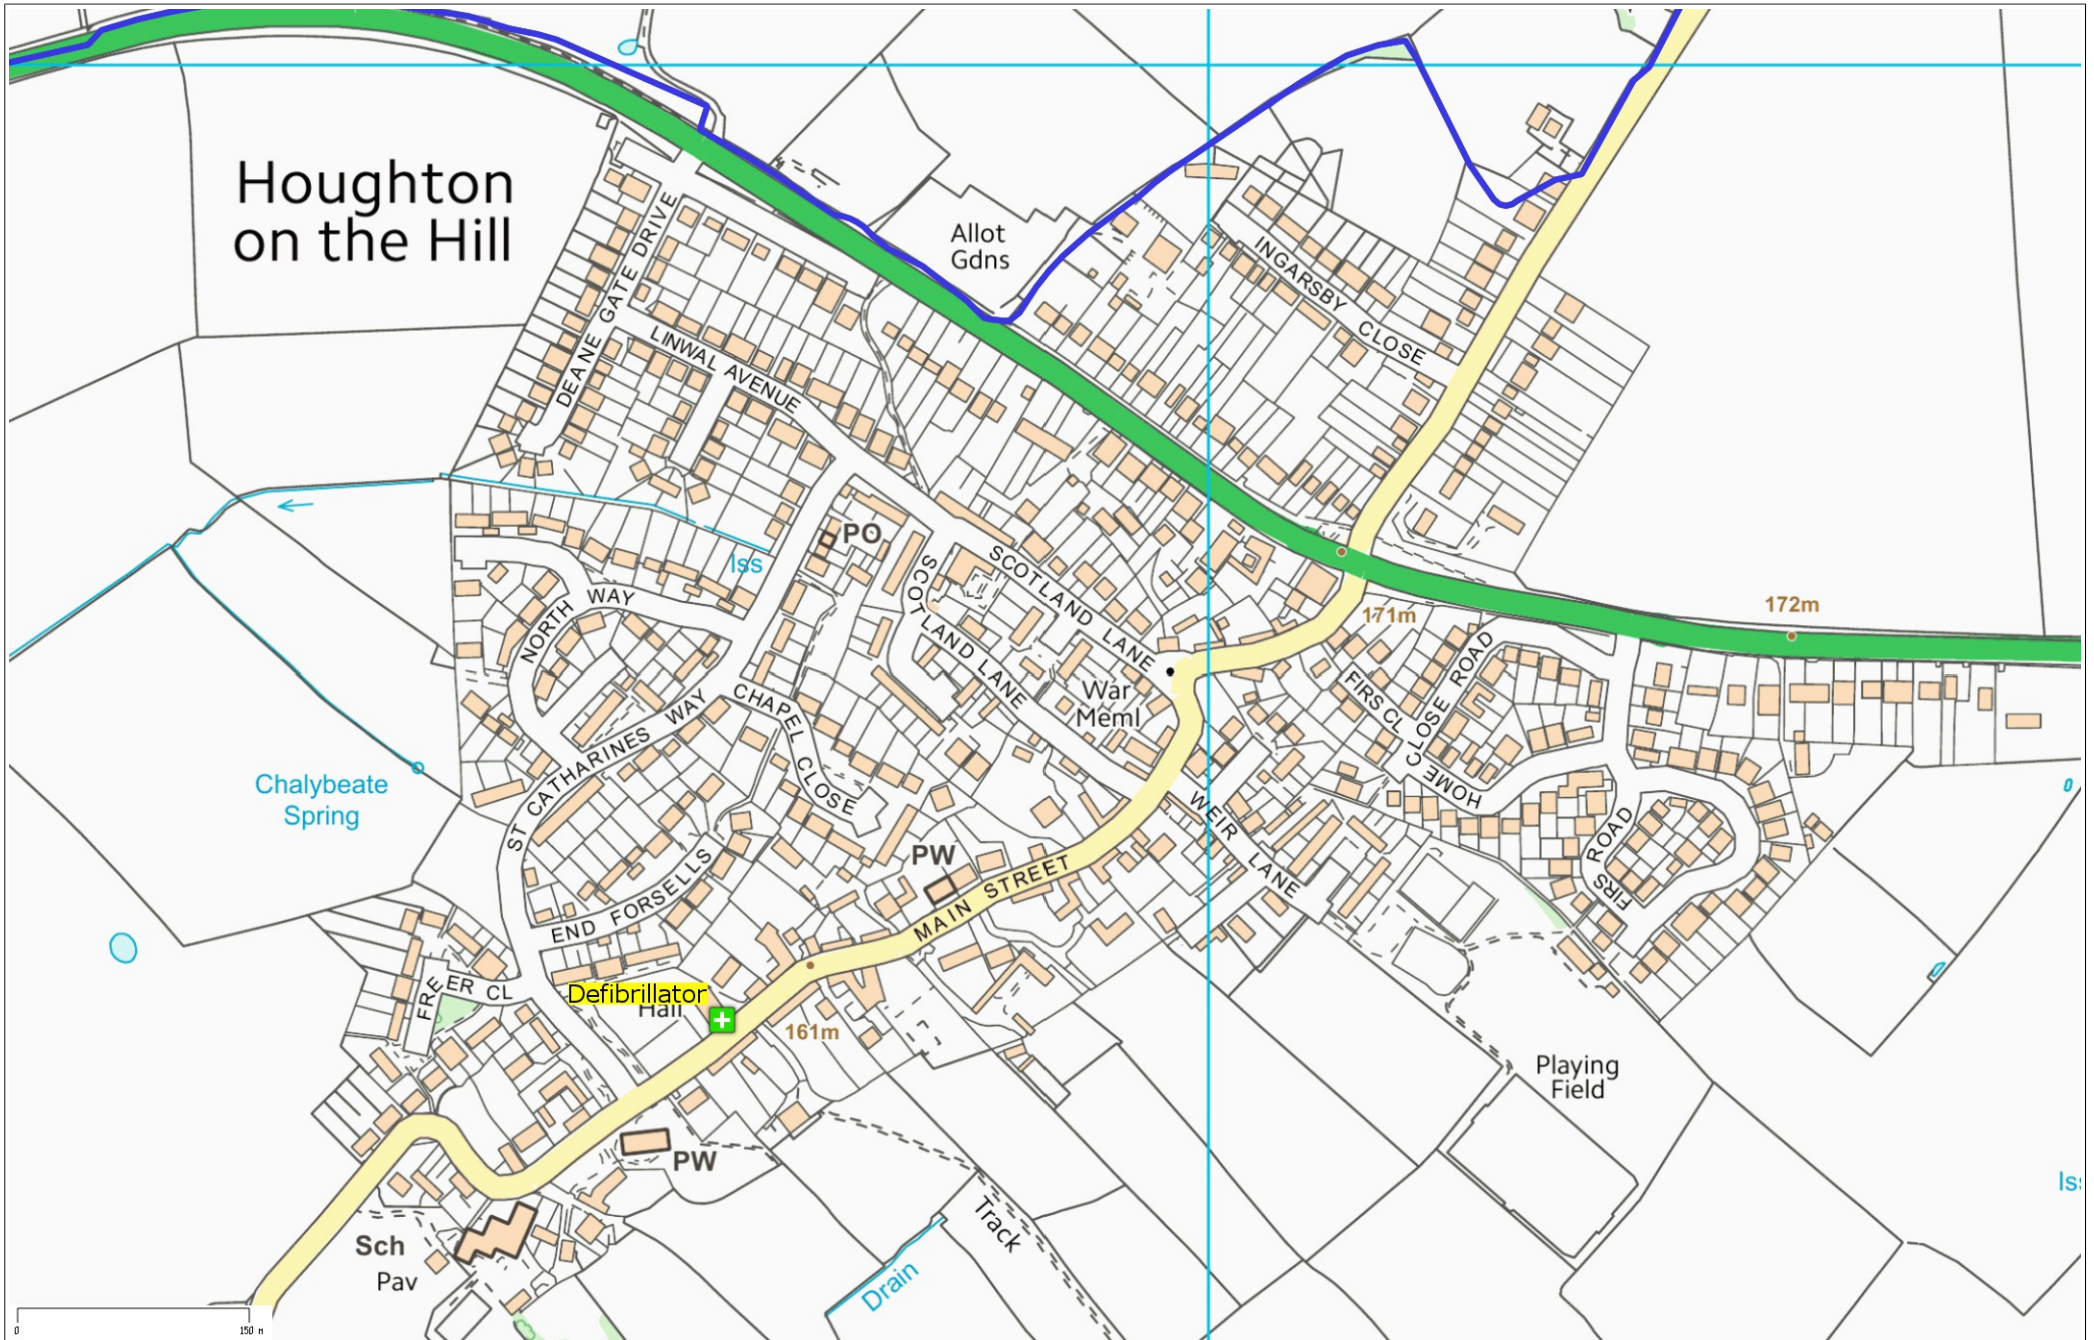 Houghton
on the Hill
Allot
Gdns
INGARSBY CLOSE
DEANE GATE DRIVE
LINWAL AVENUE
PO
Iss
SCOTLAND LANE
SCOTLAND LANE
NORTH WAY
171m
172m
War
Meml
FIRS CL
HOME CLOSE ROAD
CHAPEL CLOSE
ST CATHARINES WAY
Chalybeate
Spring
WEIR LANE
PW
MAIN STREET
FIRS ROAD
END FORSELLS
FREER CL
Defibrillator
Hall
161m
Playing
Field
PW
Track
Sch
Pav
Drain
0 150 M